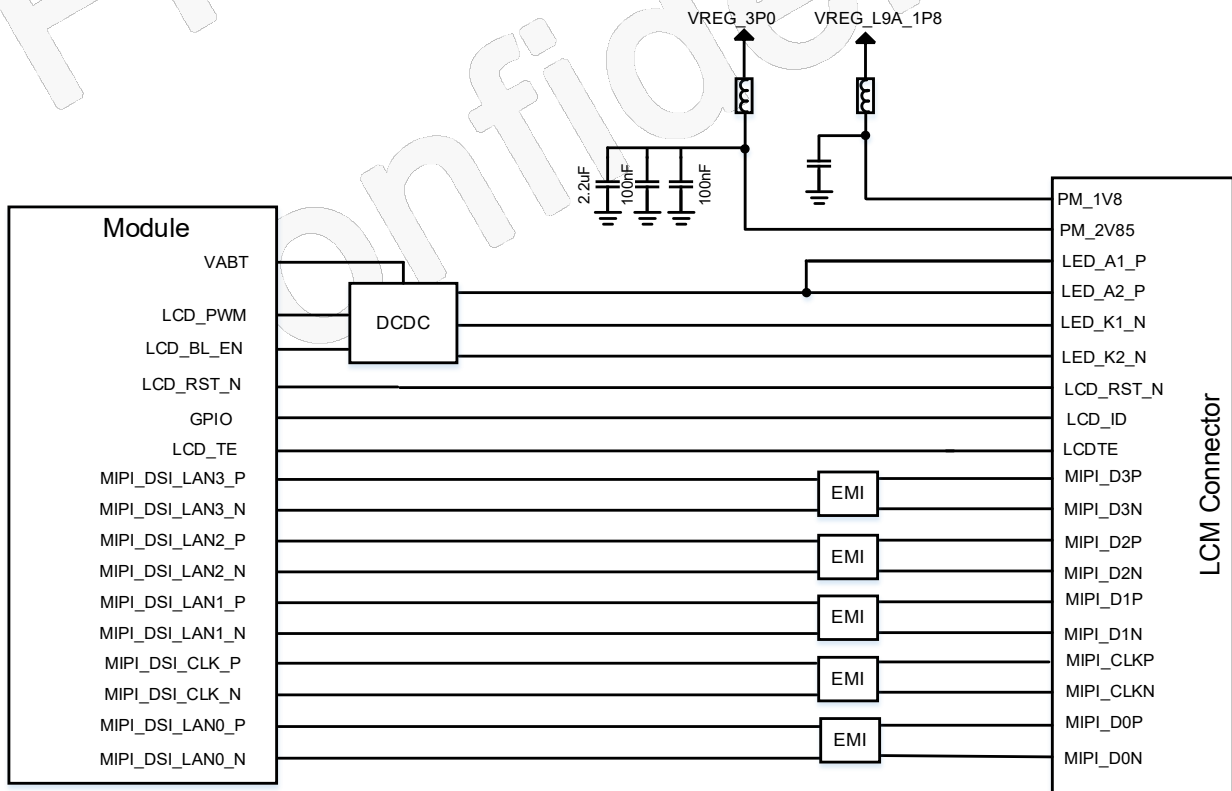 VREG_3P0
VREG_L9A_1P8
2.2uF
100nF
100nF
Module
VABT
LCD_PWM
LCD_BL_EN
LCD_RST_N
GPIO
LCD_TE
MIPI_DSI_LAN3_P
MIPI_DSI_LAN3_N
MIPI_DSI_LAN2_P
MIPI_DSI_LAN2_N
MIPI_DSI_LAN1_P
MIPI_DSI_LAN1_N
MIPI_DSI_CLK_P
MIPI_DSI_CLK_N
MIPI_DSI_LAN0_P
MIPI_DSI_LAN0_N
DCDC
EMI
EMI
EMI
EMI
EMI
PM_1V8
PM_2V85
LED_A1_P
LED_A2_P
LED_K1_N
LED_K2_N
LCD_RST_N
LCD_ID
LCDTE
MIPI_D3P
MIPI_D3N
MIPI_D2P
MIPI_D2N
MIPI_D1P
MIPI_D1N
MIPI_CLKP
MIPI_CLKN
MIPI_D0P
MIPI_D0N
LCM Connector